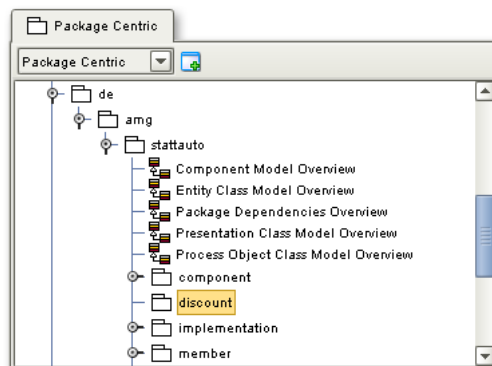 Package Centric
Package Centric
de
amg
stattauto
Component Model Overview
Entity Class Model Overview
Package Dependencies Overview
Presentation Class Model Overview
Process Object Class Model Overview
component
discount
implementation
member